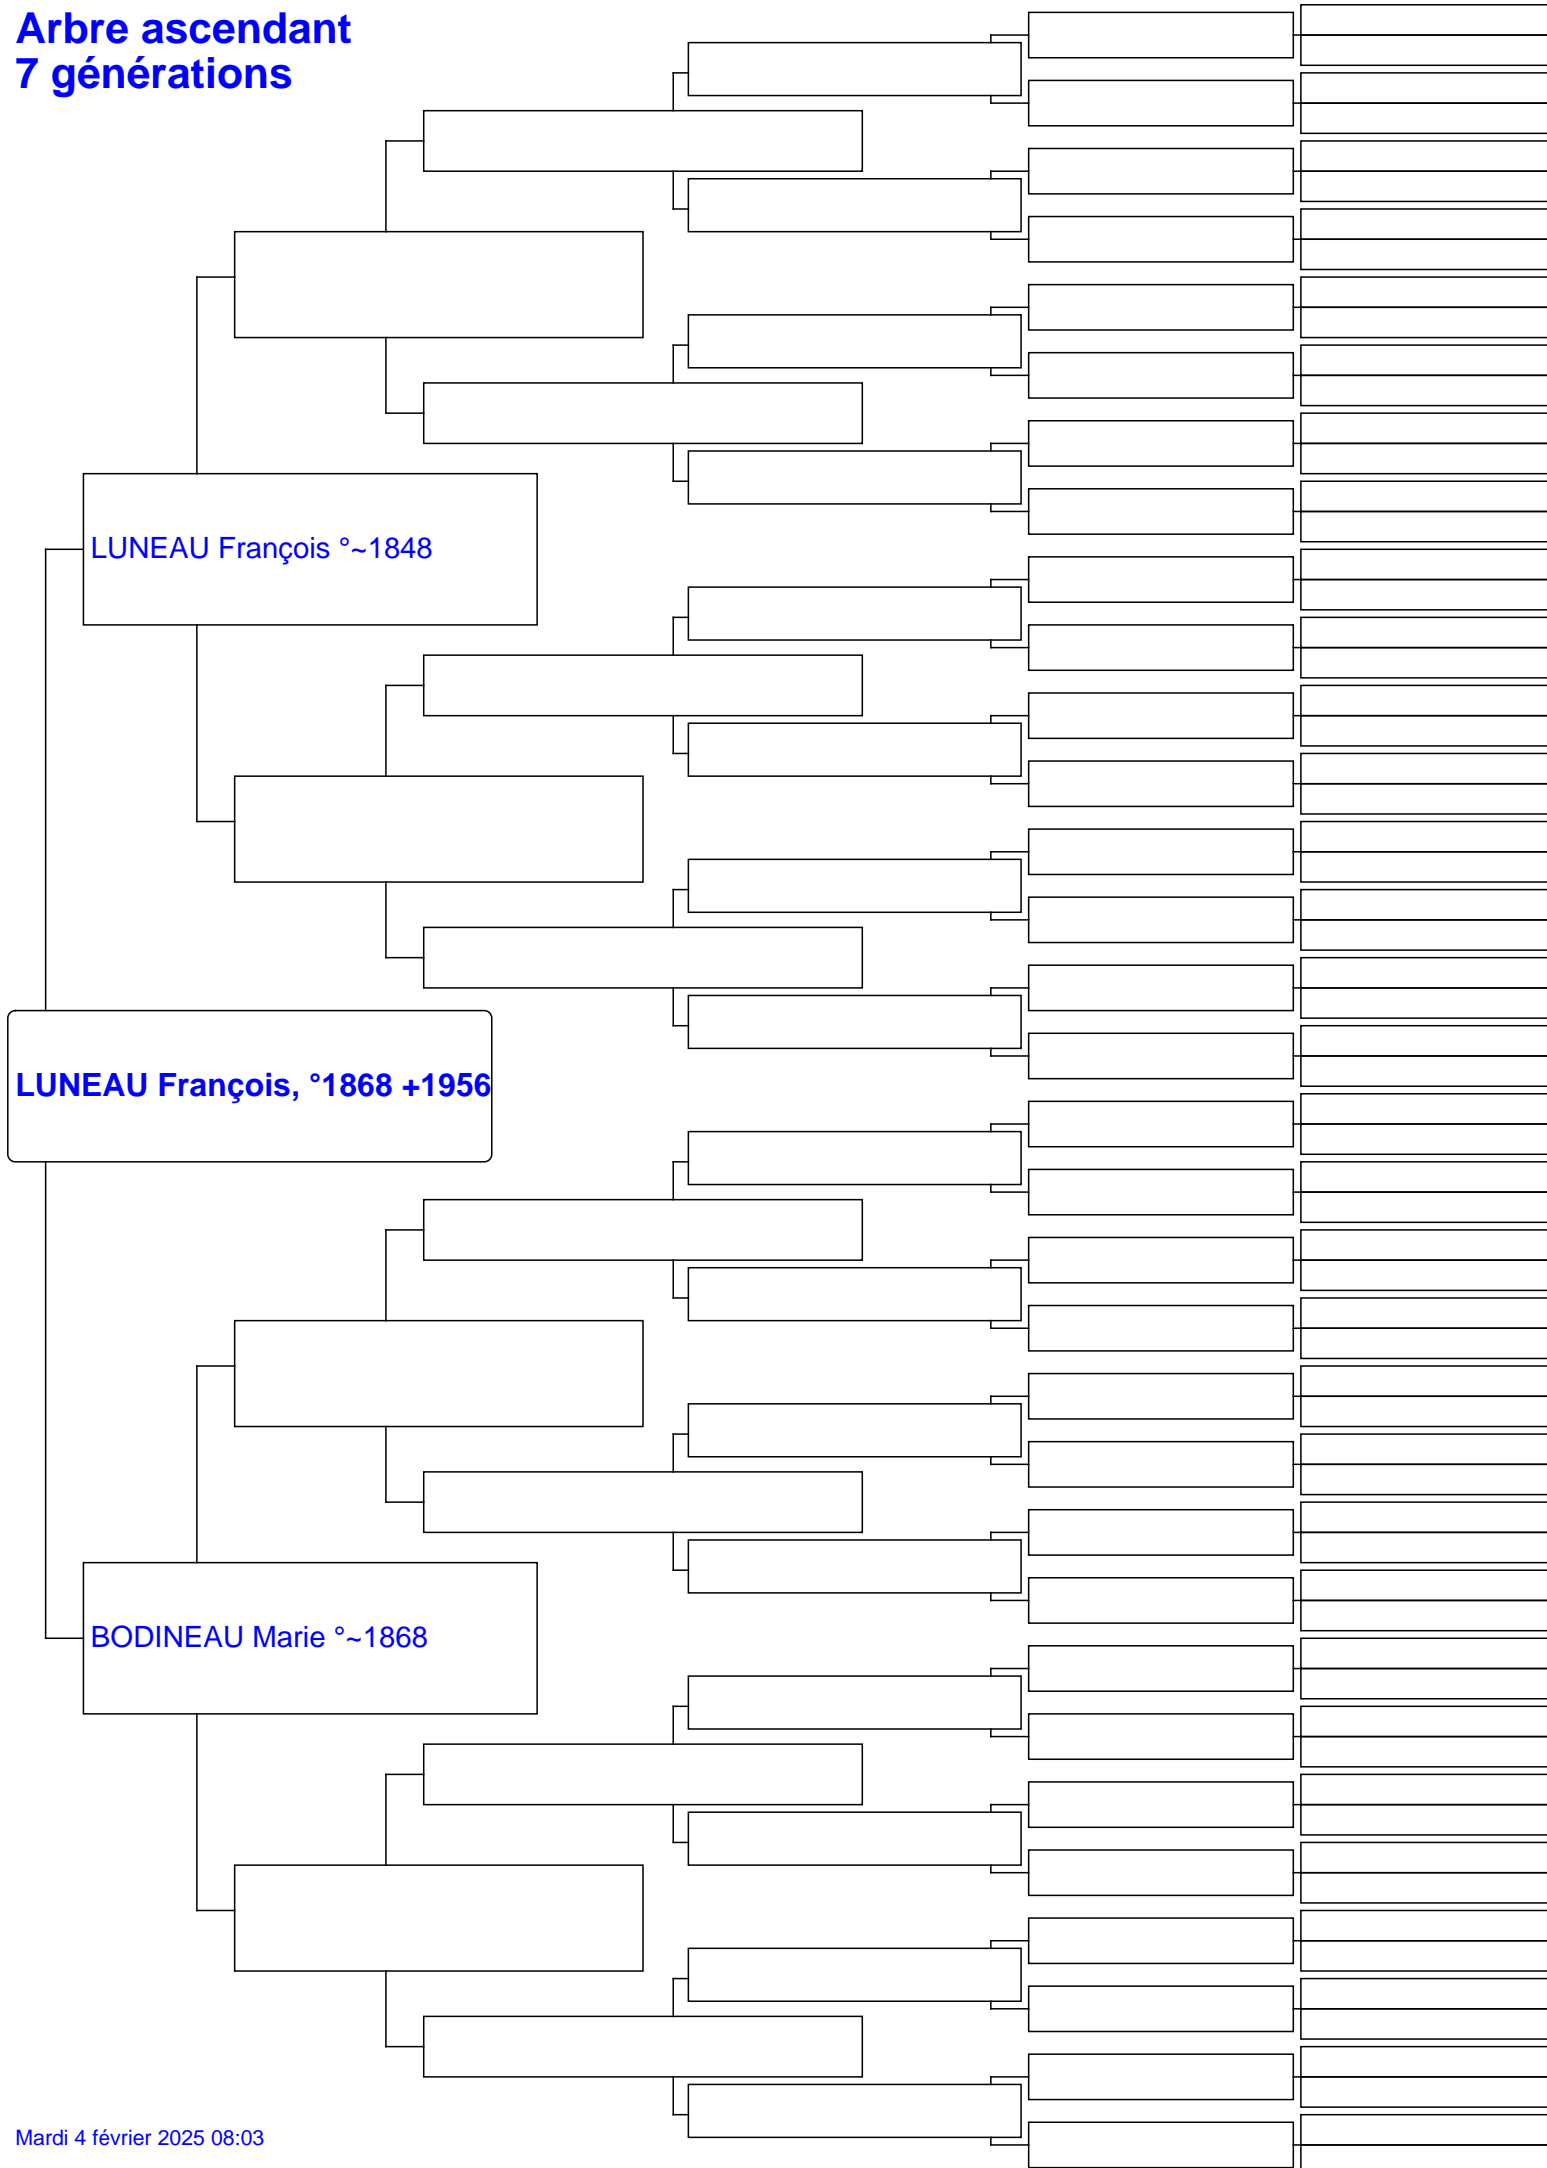 Arbre ascendant
7 générations
LUNEAU François °~1848
LUNEAU François, °1868 +1956
BODINEAU Marie °~1868
Mardi 4 février 2025 08:03